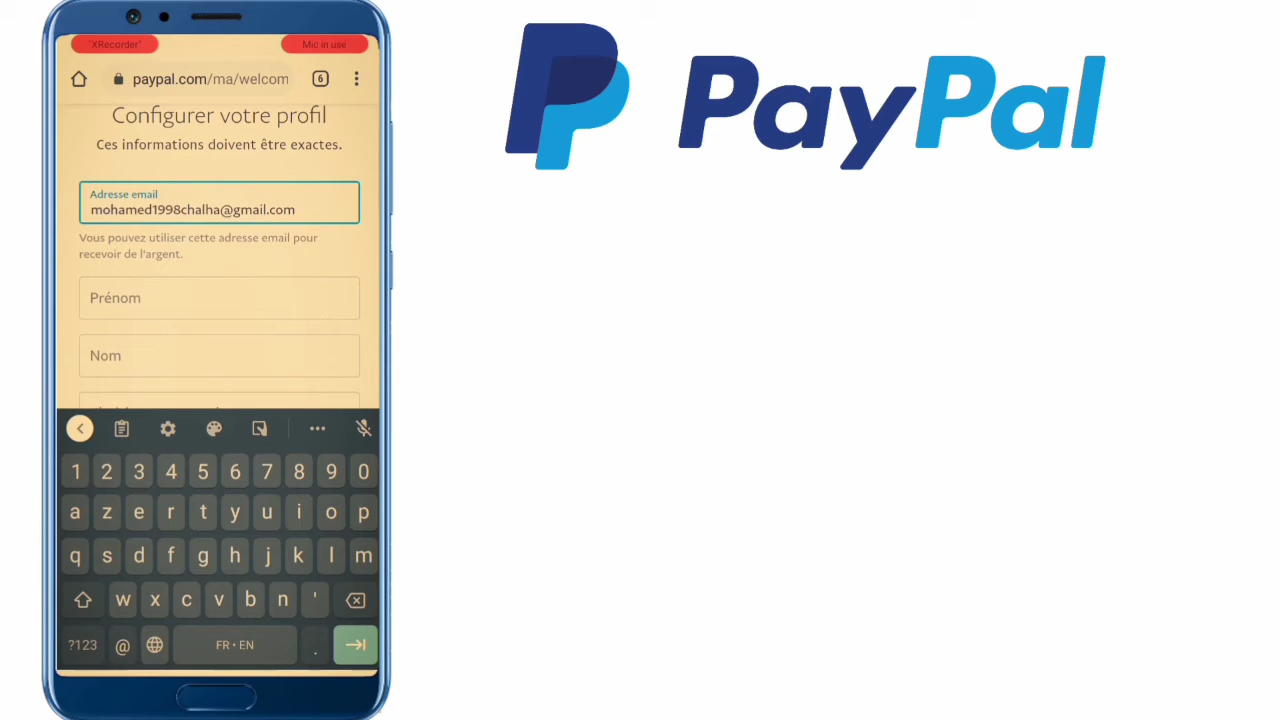 "XRecorder"
Mic in use
paypal.com/ma/welcom
6
Configurer votre profil
Ces informations doivent être exactes.
Adresse email
mohamed1998chalha@gmail.com
Vous pouvez utiliser cette adresse email pour
recevoir de l'argent.
Prénom
Nom
1 2 3 4 5 6 7 8 9 0
a z e r t y u i o p
q s d f g h j k l m
w x c v b n '
?123 @ FR • EN .
PayPal